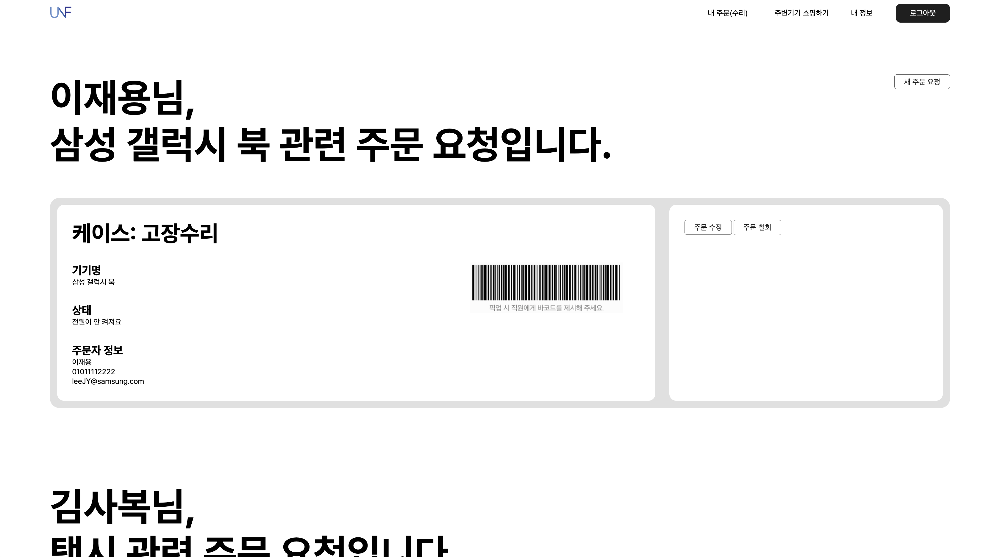 UNF
내 주문(수리)
주변기기 쇼핑하기
내 정보
로그아웃
이재용님,
새 주문 요청
삼성 갤럭시 북 관련 주문 요청입니다.
케이스: 고장수리
주문 수정
주문 철회
기기명
삼성 갤럭시 북
픽업 시 직원에게 바코드를 제시해 주세요.
상태
전원이 안 켜져요
주문자 정보
이재용
01011112222
leeJY@samsung.com
김사복님,
택시 관련 주문 요청입니다